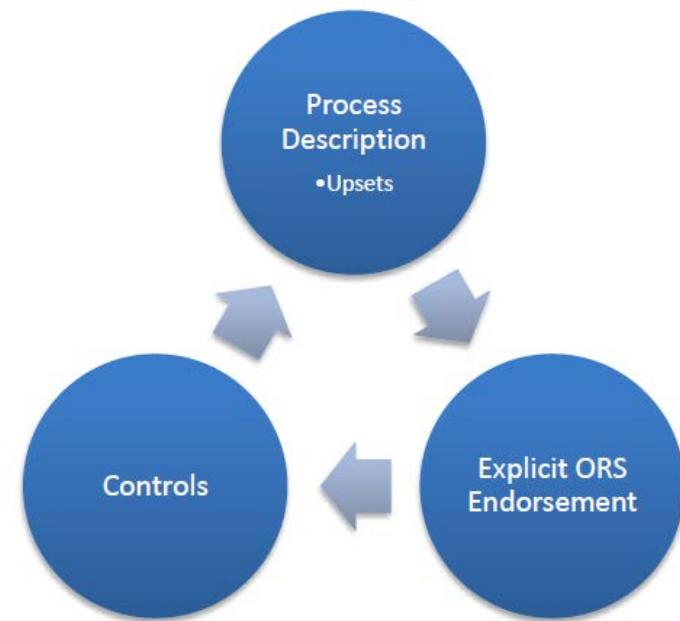 Process
Description
•Upsets
Controls
Explicit ORS
Endorsement